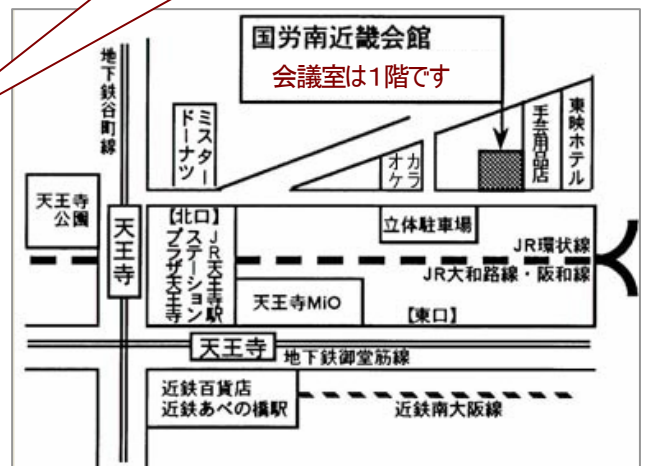 国労南近畿会館
会議室は1階です
地下鉄谷町線
ミスター
ドーナツ
カラ
オケ
手芸用品店
東映ホテル
天王寺
公園
天王寺
【北口】
JR天王寺駅
ステーション
プラザ天王寺
立体駐車場
JR環状線
JR大和路線・阪和線
天王寺MiO
【東口】
天王寺
地下鉄御堂筋線
近鉄百貨店
近鉄あべの橋駅
近鉄南大阪線